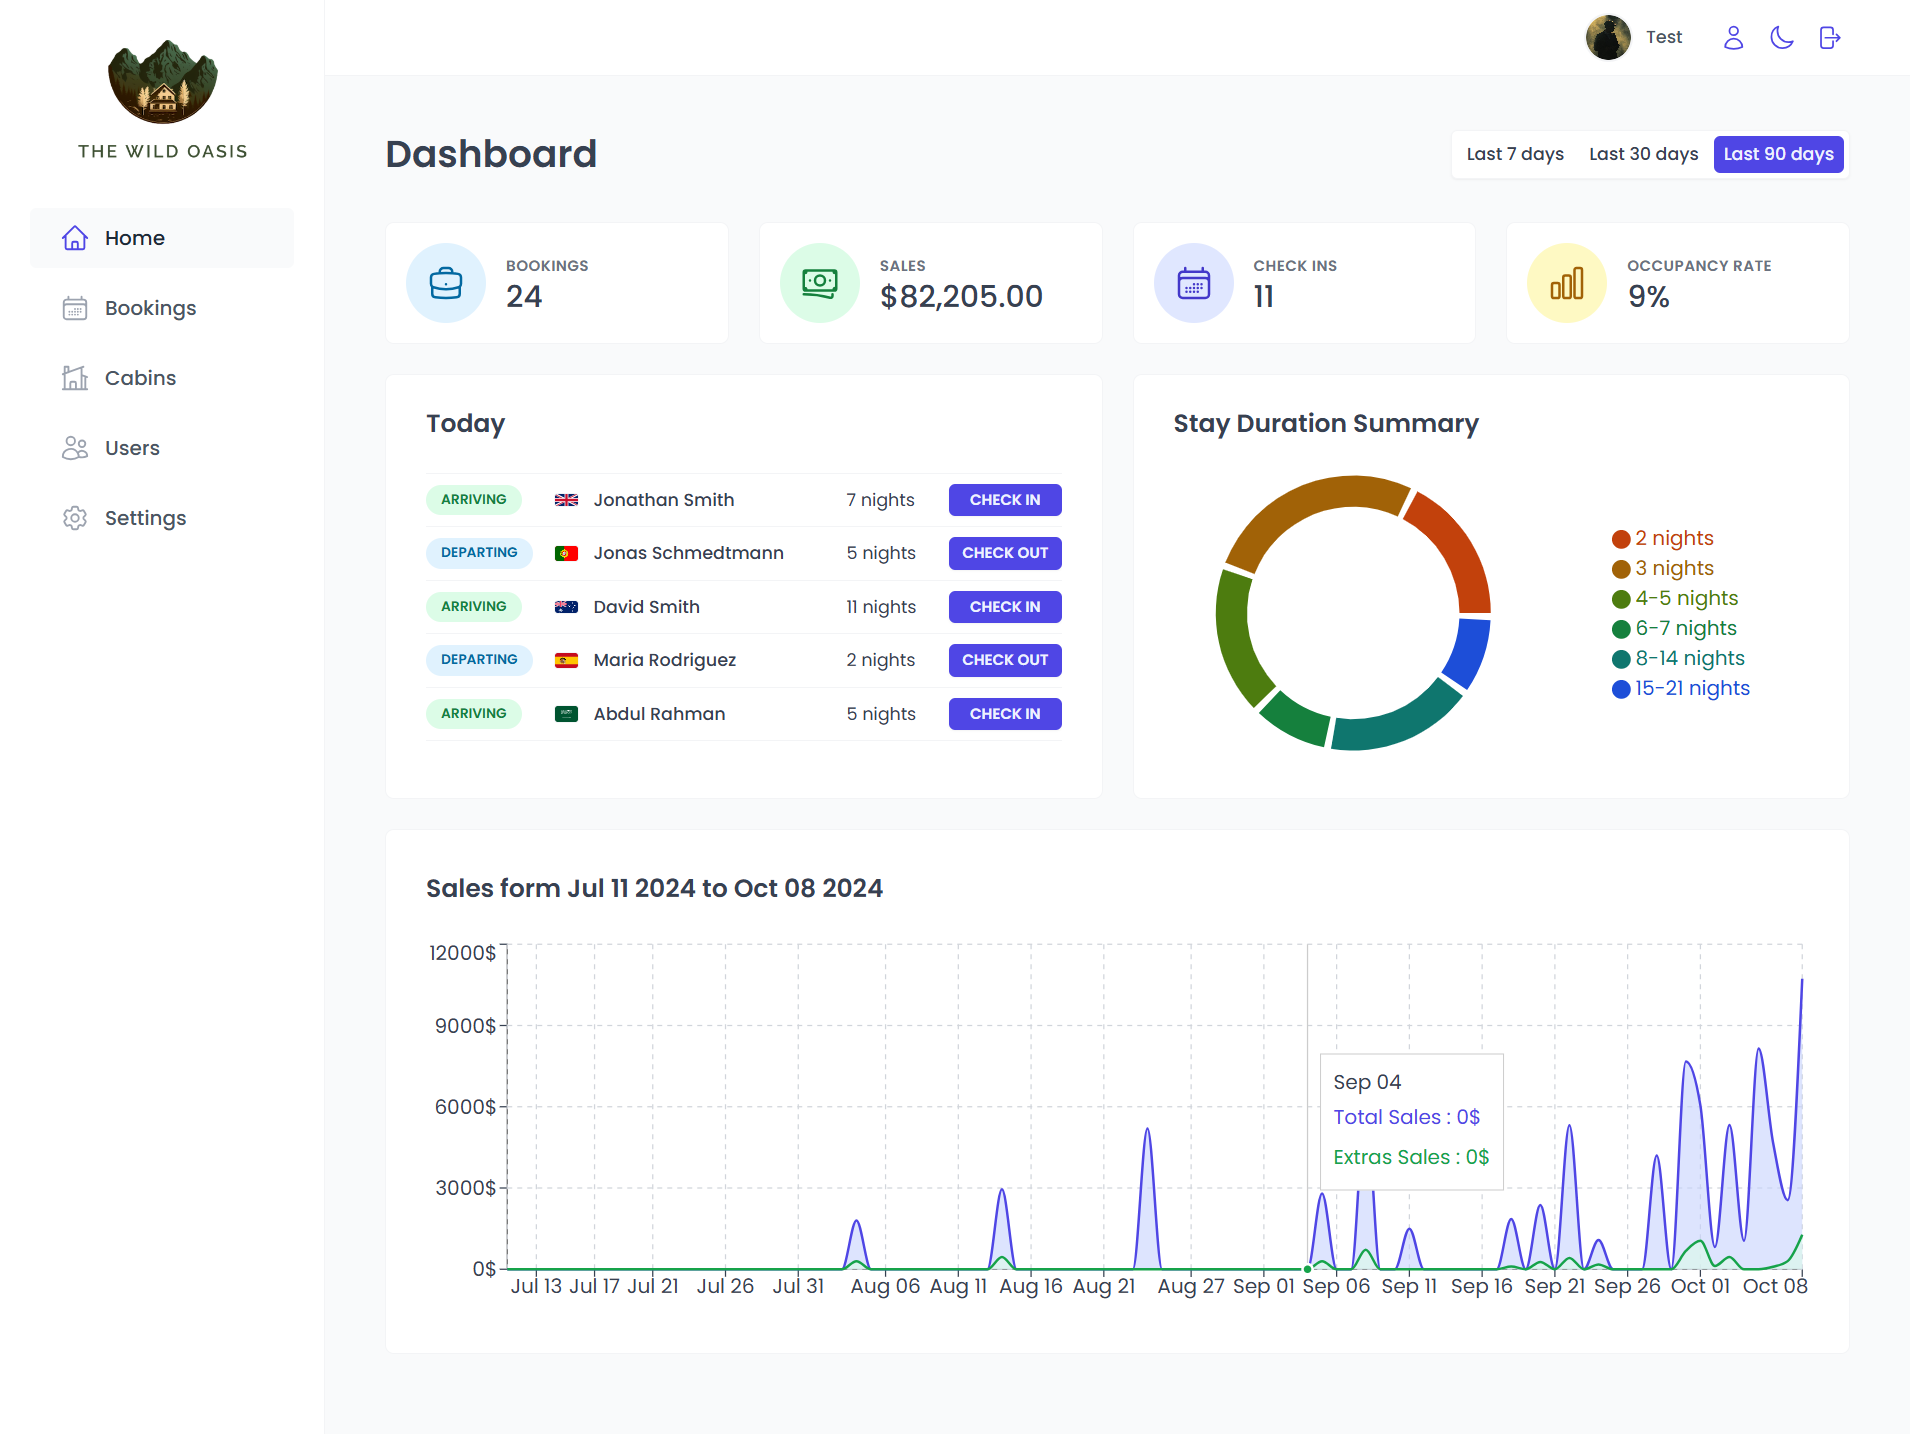 THE WILD OASIS
Home
Bookings
Cabins
Users
Settings
Test
Dashboard
Last 7 days Last 30 days Last 90 days
BOOKINGS
24
SALES
$82,205.00
CHECK INS
11
OCCUPANCY RATE
9%
Today
ARRIVING Jonathan Smith 7 nights CHECK IN
DEPARTING Jonas Schmedtmann 5 nights CHECK OUT
ARRIVING David Smith 11 nights CHECK IN
DEPARTING Maria Rodriguez 2 nights CHECK OUT
ARRIVING Abdul Rahman 5 nights CHECK IN
Stay Duration Summary
2 nights
3 nights
4-5 nights
6-7 nights
8-14 nights
15-21 nights
Sales form Jul 11 2024 to Oct 08 2024
12000$
9000$
6000$
3000$
0$
Sep 04
Total Sales : 0$
Extras Sales : 0$
Jul 13 Jul 17 Jul 21 Jul 26 Jul 31 Aug 06 Aug 11 Aug 16 Aug 21 Aug 27 Sep 01 Sep 06 Sep 11 Sep 16 Sep 21 Sep 26 Oct 01 Oct 08